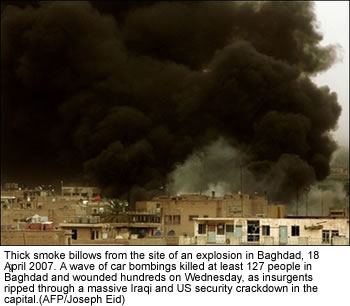 Thick smoke billows from the site of an explosion in Baghdad, 18
April 2007. A wave of car bombings killed at least 127 people in
Baghdad and wounded hundreds on Wednesday, as insurgents
ripped through a massive Iraqi and US security crackdown in the
capital.(AFP/Joseph Eid)